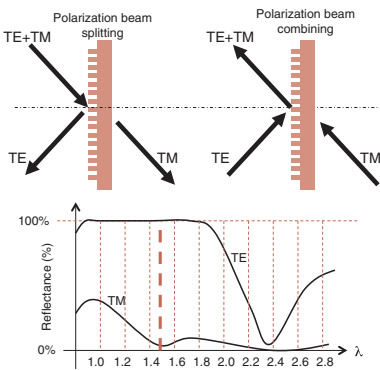 Polarization beam
splitting
TE+TM
TE
TM
Polarization beam
combining
TE+TM
TE
TM
100%
Reflectance (%)
TE
TM
0%
1.0 1.2 1.4 1.6 1.8 2.0 2.2 2.4 2.6 2.8
λ